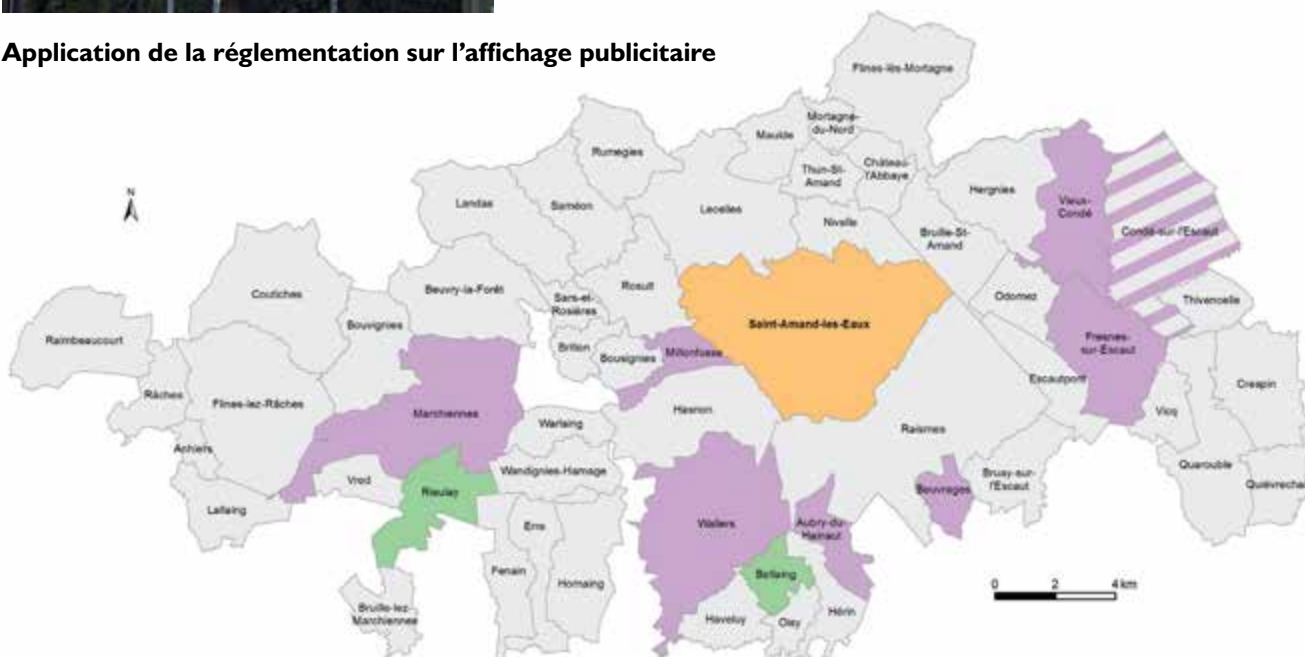 Application de la réglementation sur l’affichage publicitaire
Flines-lès-Mortagne
Mortagne-
du-Nord
Maulde
Rumegies
Thun-St-
Amand
Château-
l'Abbaye
Hergnies
Vieux-
Condé
Condé-sur-l'Escaut
N
Landas
Saméon
Lecelles
Nivelle
Bruille-St-
Amand
Coutiches
Beuvry-la-Forêt
Sars-et-
Rosières
Rosult
Odomez
Thivencelle
Bouvignies
Saint-Amand-les-Eaux
Raimbeaucourt
Brillon
Bousignies
Millonfosse
Fresnes-
sur-Escaut
Escautpont
Crespin
Râches
Flines-lez-Râches
Marchiennes
Hasnon
Vicq
Warlaing
Raismes
Anhiers
Vred
Wandignies-Hamage
Bruay-sur-
l'Escaut
Quarouble
Quiévrecha
Rieulay
Beuvrages
Lallaing
Erre
Wallers
Aubry-du-
Hainaut
Fenain
Hornaing
Bellaing
0 2 4 km
Bruille-lez-
Marchiennes
Haveluy
Oisy
Hérin